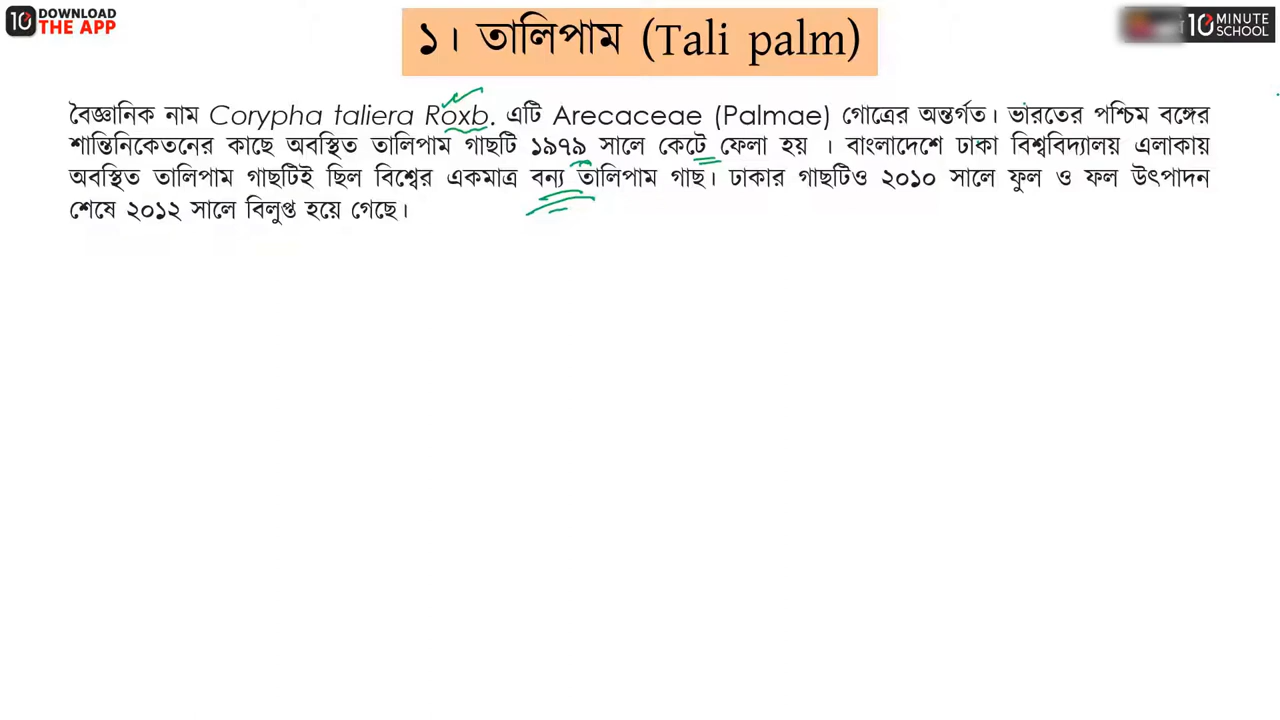 10 DOWNLOAD
THE APP
১। তালিপাম (Tali palm)
10 MINUTE
SCHOOL
বৈজ্ঞানিক নাম Corypha taliera Roxb. এটি Arecaceae (Palmae) গোত্রের অন্তর্গত। ভারতের পশ্চিম বঙ্গের
শান্তিনিকেতনের কাছে অবস্থিত তালিপাম গাছটি ১৯৭৯ সালে কেটে ফেলা হয় । বাংলাদেশে ঢাকা বিশ্ববিদ্যালয় এলাকায়
অবস্থিত তালিপাম গাছটিই ছিল বিশ্বের একমাত্র বন্য তালিপাম গাছ। ঢাকার গাছটিও ২০১০ সালে ফুল ও ফল উৎপাদন
শেষে ২০১২ সালে বিলুপ্ত হয়ে গেছে।